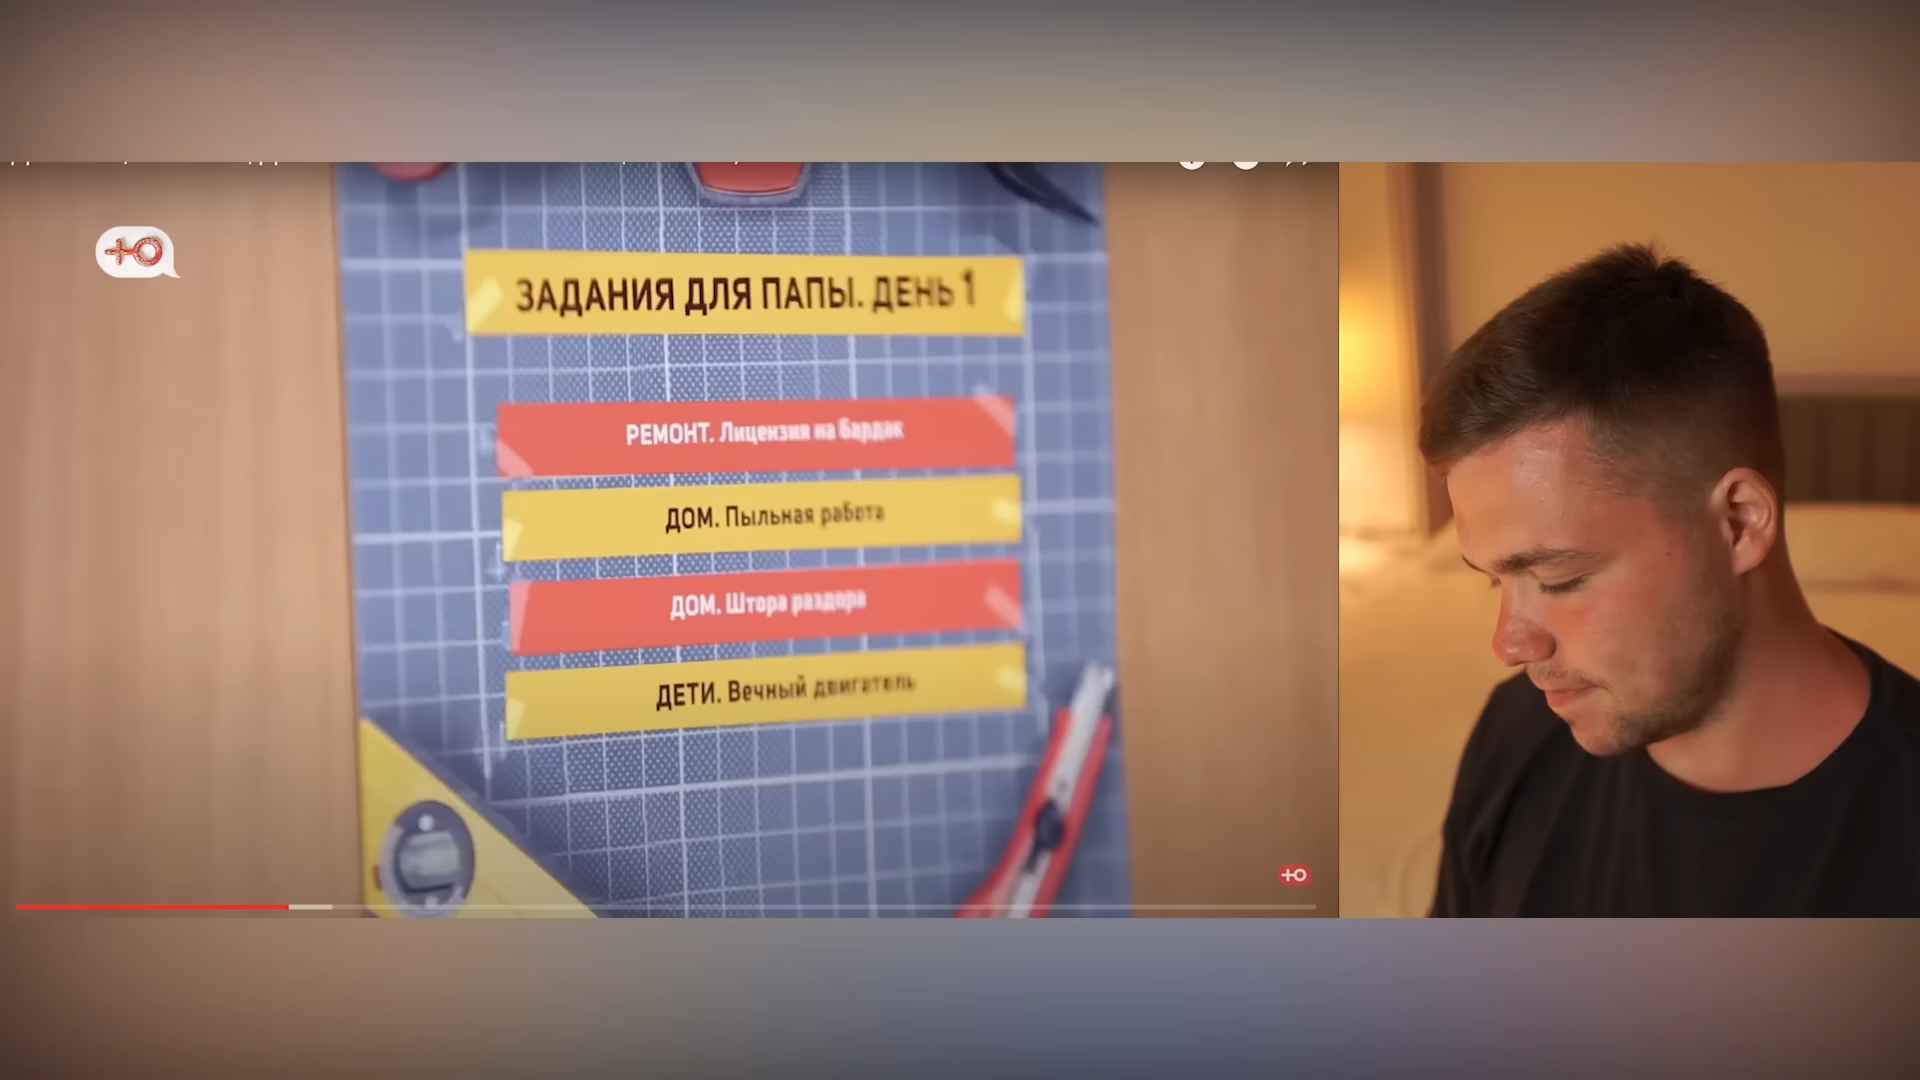 Ю
ЗАДАНИЯ ДЛЯ ПАПЫ. ДЕНЬ 1
РЕМОНТ. Лицензия на бардак
ДОМ. Пыльная работа
ДОМ. Штора раздора
ДЕТИ. Вечный двигатель
Ю